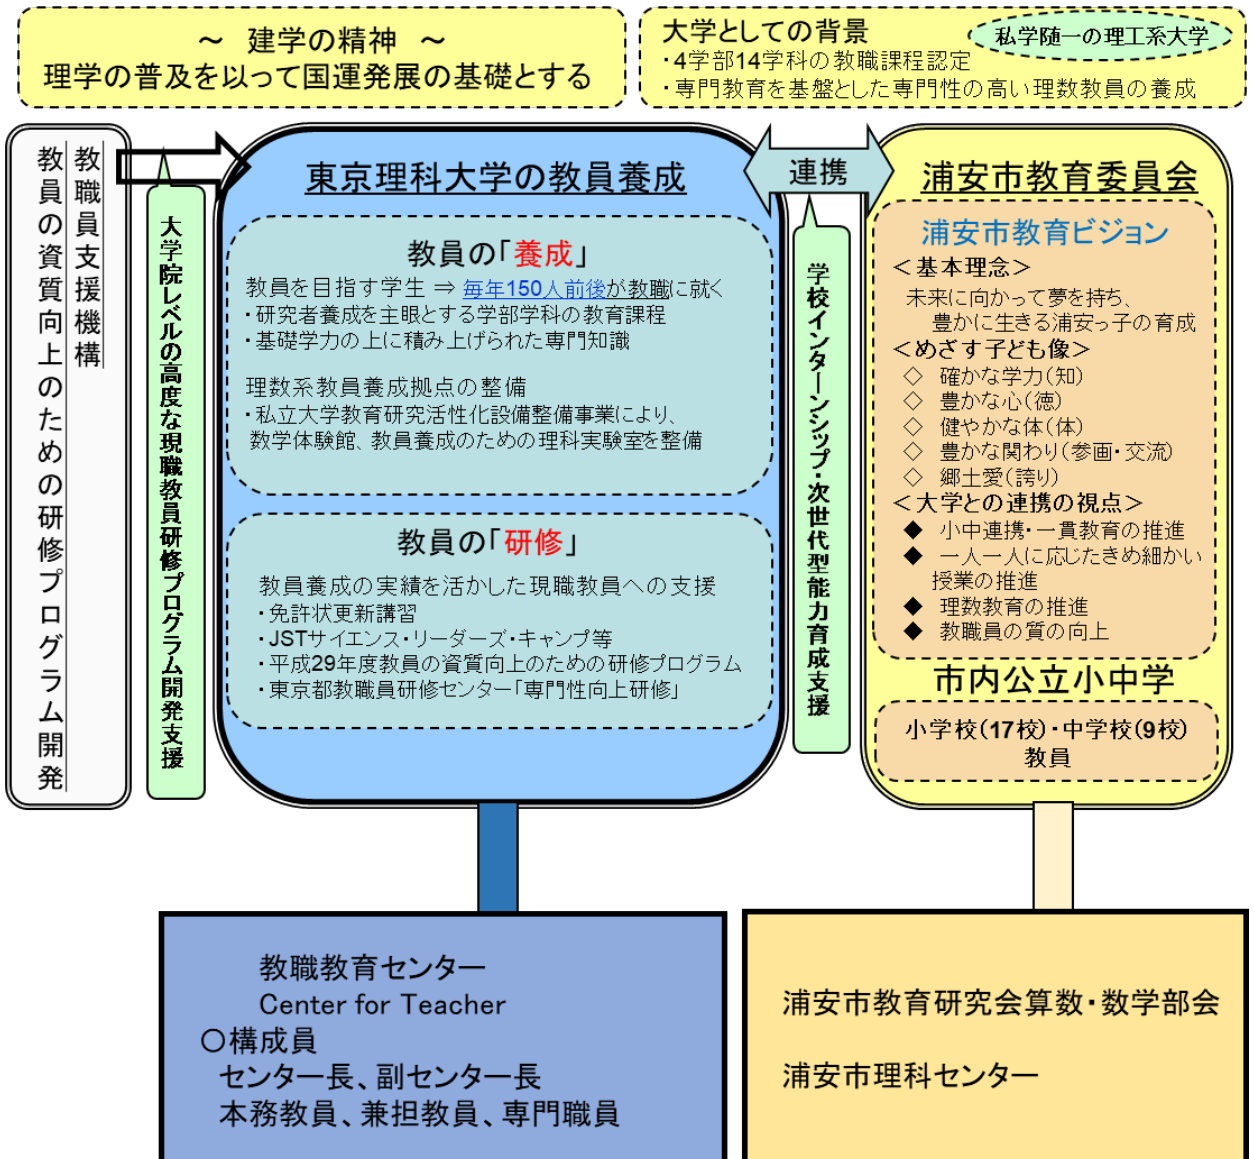 ～ 建学の精神 ～
理学の普及を以って国運発展の基礎とする
大学としての背景
私学随一の理工系大学
・4学部14学科の教職課程認定
・専門教育を基盤とした専門性の高い理数教員の養成
教職員支援機構
教員の資質向上のための研修プログラム開発
大学院レベルの高度な現職教員研修プログラム開発支援
東京理科大学の教員養成
教員の「養成」
教員を目指す学生 ⇒ 毎年150人前後が教職に就く
・研究者養成を主眼とする学部学科の教育課程
・基礎学力の上に積み上げられた専門知識
理数系教員養成拠点の整備
・私立大学教育研究活性化設備整備事業により、
数学体験館、教員養成のための理科実験室を整備
教員の「研修」
教員養成の実績を活かした現職教員への支援
・免許状更新講習
・JSTサイエンス・リーダーズ・キャンプ等
・平成29年度教員の資質向上のための研修プログラム
・東京都教職員研修センター「専門性向上研修」
連携
学校インターンシップ・次世代型能力育成支援
浦安市教育委員会
浦安市教育ビジョン
＜基本理念＞
未来に向かって夢を持ち、
豊かに生きる浦安っ子の育成
＜めざす子ども像＞
◇ 確かな学力(知)
◇ 豊かな心(徳)
◇ 健やかな体(体)
◇ 豊かな関わり(参画・交流)
◇ 郷土愛(誇り)
＜大学との連携の視点＞
◆ 小中連携・一貫教育の推進
◆ 一人一人に応じたきめ細かい
授業の推進
◆ 理数教育の推進
◆ 教職員の質の向上
市内公立小中学
小学校(17校)・中学校(9校)
教員
教職教育センター
Center for Teacher
○構成員
センター長、副センター長
本務教員、兼担教員、専門職員
浦安市教育研究会算数・数学部会
浦安市理科センター